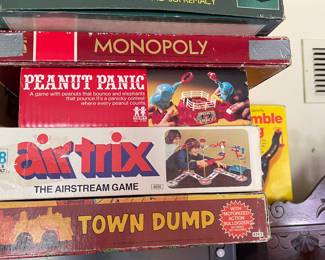 SUPREMACY
MONOPOLY
PEANUT PANIC
A game with peanuts that bounce and elephants
that pounce. It's a panicky contest
where every peanut counts.
air trix
THE AIRSTREAM GAME
TOWN DUMP
WITH
MOTORIZED
ACTION
BULLDOZER